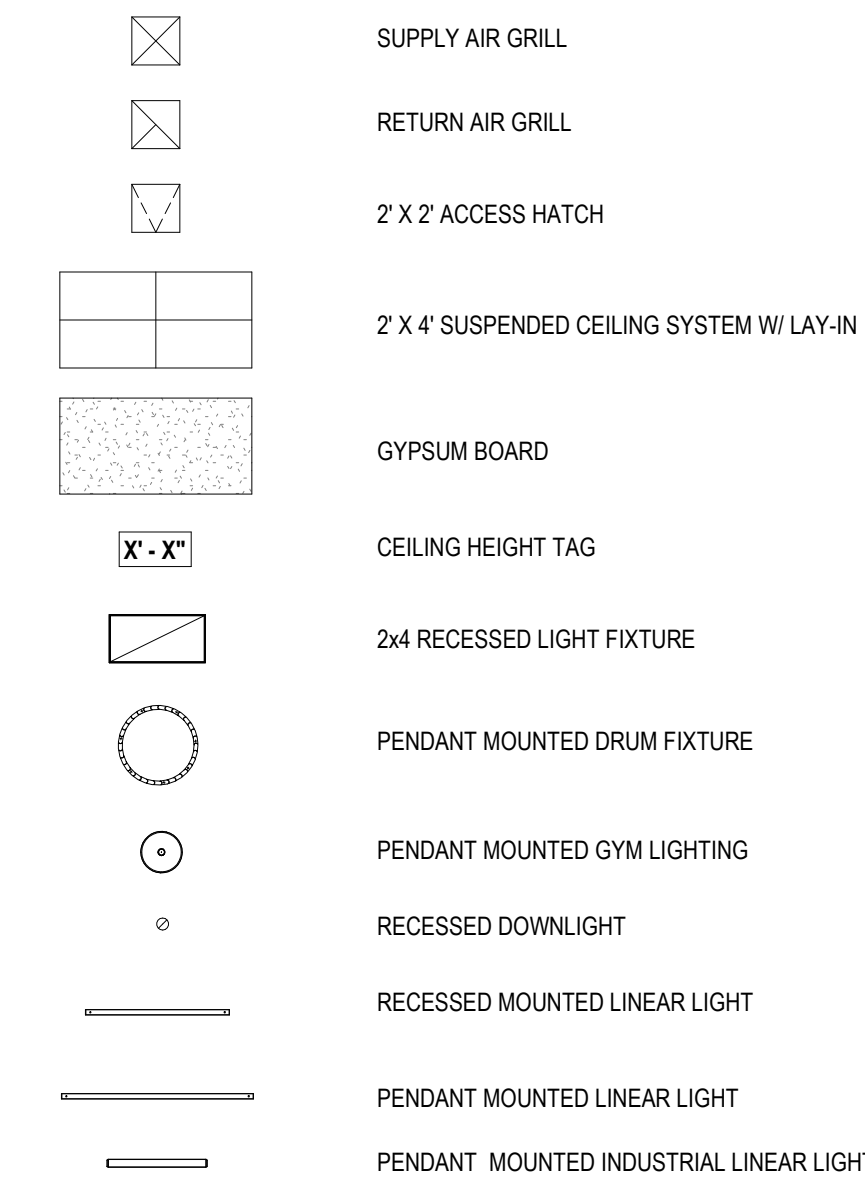 SUPPLY AIR GRILL
RETURN AIR GRILL
2' X 2' ACCESS HATCH
2' X 4' SUSPENDED CEILING SYSTEM W/ LAY-IN
GYPSUM BOARD
X' - X" CEILING HEIGHT TAG
2x4 RECESSED LIGHT FIXTURE
PENDANT MOUNTED DRUM FIXTURE
PENDANT MOUNTED GYM LIGHTING
RECESSED DOWNLIGHT
RECESSED MOUNTED LINEAR LIGHT
PENDANT MOUNTED LINEAR LIGHT
PENDANT MOUNTED INDUSTRIAL LINEAR LIGHT